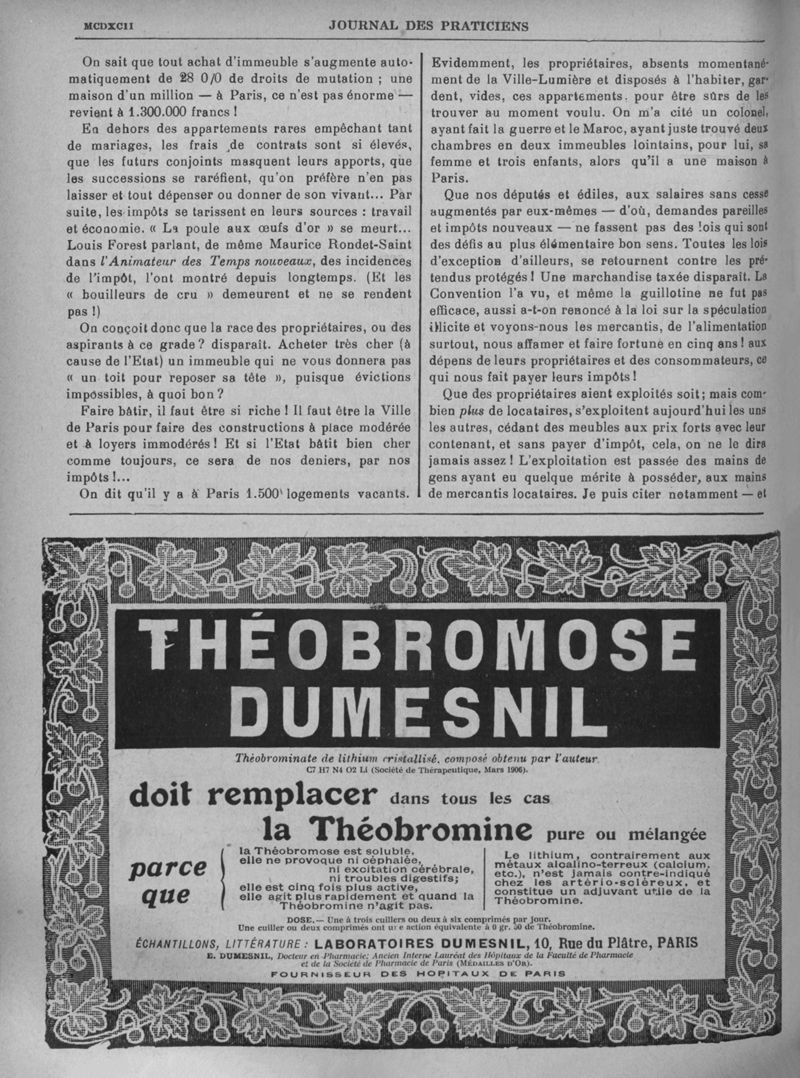 MCDXCII
JOURNAL DES PRATICIENS
On sait que tout achat d'immeuble s'augmente auto-
matiquement de 28 0/0 de droits de mutation ; une
maison d'un million — à Paris, ce n'est pas énorme —
revient à 1.300.000 francs !
En dehors des appartements rares empêchant tant
de mariages, les frais de contrats sont si élevés,
que les futurs conjoints masquent leurs apports, que
les successions se raréfient, qu'on préfère n'en pas
laisser et tout dépenser ou donner de son vivant... Par
suite, les impôts se tarissent en leurs sources : travail
et économie. « La poule aux œufs d'or » se meurt...
Louis Forest parlant, de même Maurice Rondet-Saint
dans l'Animateur des Temps nouveaux, des incidences
de l'impôt, l'ont montré depuis longtemps. (Et les
« bouilleurs de cru » demeurent et ne se rendent
pas !)
On conçoit donc que la race des propriétaires, ou des
aspirants à ce grade? disparaît. Acheter très cher (à
cause de l'Etat) un immeuble qui ne vous donnera pas
« un toit pour reposer sa tête », puisque évictions
impossibles, à quoi bon ?
Faire bâtir, il faut être si riche ! Il faut être la Ville
de Paris pour faire des constructions à place modérée
et à loyers immodérés ! Et si l'Etat bâtit bien cher
comme toujours, ce sera de nos deniers, par nos
impôts !...
On dit qu'il y a à Paris 1.500 logements vacants.
Evidemment, les propriétaires, absents momentané-
ment de la Ville-Lumière et disposés à l'habiter, gar-
dent, vides, ces appartements. pour être sûrs de les
trouver au moment voulu. On m'a cité un colonel,
ayant fait la guerre et le Maroc, ayant juste trouvé deux
chambres en deux immeubles lointains, pour lui, sa
femme et trois enfants, alors qu'il a une maison à
Paris.
Que nos députés et édiles, aux salaires sans cesse
augmentés par eux-mêmes — d'où, demandes pareilles
et impôts nouveaux — ne fassent pas des lois qui sont
des défis au plus élémentaire bon sens. Toutes les lois
d'exception d'ailleurs, se retournent contre les pré-
tendus protégés ! Une marchandise taxée disparaît. La
Convention l'a vu, et même la guillotine ne fut pas
efficace, aussi a-t-on renoncé à la loi sur la spéculation
illicite et voyons-nous les mercantis, de l'alimentation
surtout, nous affamer et faire fortune en cinq ans ! aux
dépens de leurs propriétaires et des consommateurs, ce
qui nous fait payer leurs impôts !
Que des propriétaires aient exploités soit; mais com-
bien plus de locataires, s'exploitent aujourd'hui les uns
les autres, cédant des meubles aux prix forts avec leur
contenant, et sans payer d'impôt, cela, on ne le dira
jamais assez ! L'exploitation est passée des mains de
gens ayant eu quelque mérite à posséder, aux mains
de mercantis locataires. Je puis citer notamment — et
THÉOBROMOSE
DUMESNIL
Théobrominate de lithium cristallisé, composé obtenu par l'auteur
C7 H7 N4 O2 Li (Société de Thérapeutique, Mars 1906).
doit remplacer dans tous les cas
la Théobromine pure ou mélangée
parce
que
la Théobromose est soluble,
elle ne provoque ni céphalée,
ni excitation cérébrale,
ni troubles digestifs;
elle est cinq fois plus active,
elle agit plus rapidement et quand la
Théobromine n'agit pas.
Le lithium, contrairement aux
métaux alcalino-terreux (calcium,
etc.), n'est jamais contre-indiqué
chez les artério-scléreux, et
constitue un adjuvant utile de la
Théobromine.
DOSE.— Une à trois cuillers ou deux à six comprimés par jour.
Une cuiller ou deux comprimés ont une action équivalente à 0 gr. 50 de Théobromine.
ÉCHANTILLONS, LITTÉRATURE : LABORATOIRES DUMESNIL, 10, Rue du Plâtre, PARIS
E. DUMESNIL, Docteur en Pharmacie; Ancien Interne Lauréat des Hôpitaux de la Faculté de Pharmacie
et de la Société de Pharmacie de Paris (MÉDAILLES D'OR).
FOURNISSEUR DES HOPITAUX DE PARIS